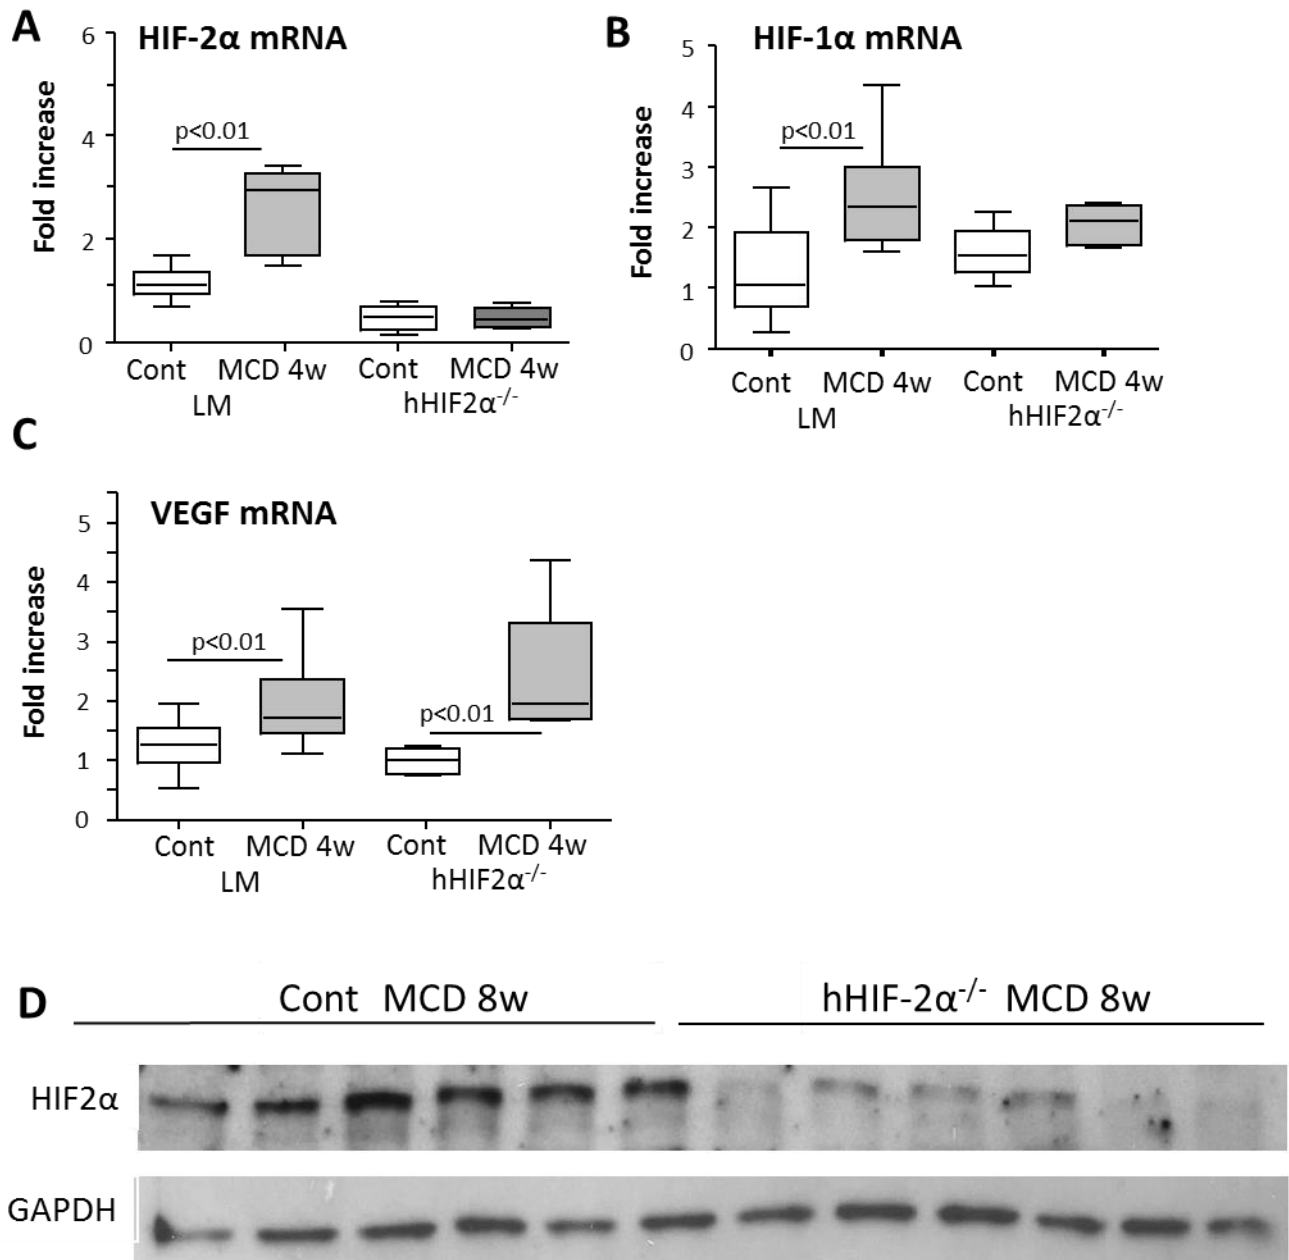 A
HIF-2α mRNA
Fold increase
6
4
2
0
p<0.01
Cont MCD 4w Cont MCD 4w
LM hHIF2α⁻/⁻
B
HIF-1α mRNA
Fold increase
5
4
3
2
1
0
p<0.01
Cont MCD 4w Cont MCD 4w
LM hHIF2α⁻/⁻
C
VEGF mRNA
Fold increase
5
4
3
2
1
0
p<0.01
p<0.01
Cont MCD 4w Cont MCD 4w
LM hHIF2α⁻/⁻
D
Cont MCD 8w hHIF-2α⁻/⁻ MCD 8w
HIF2α
GAPDH